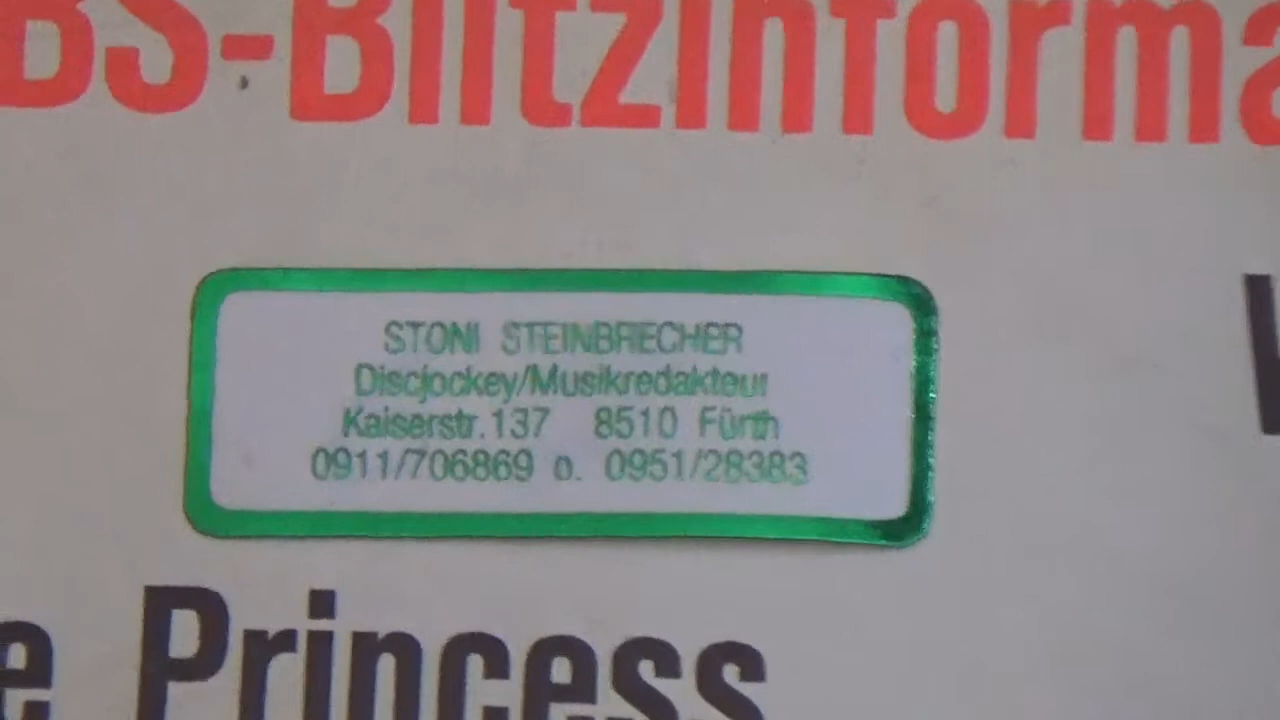 BS-Blitzinforma
STONI STEINBRECHER
Discjockey/Musikredakteur
Kaiserstr.137 8510 Fürth
0911/706869 o. 0951/28383
e Princess